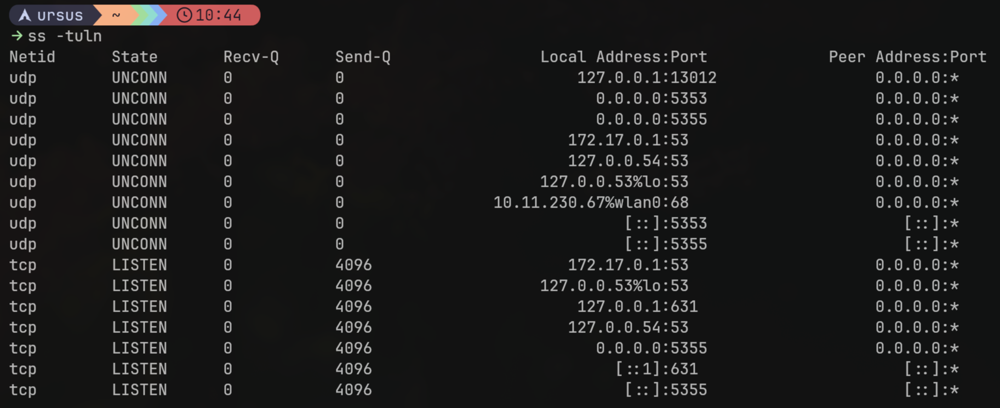 ursus ~ 10:44
→ ss -tuln
Netid State Recv-Q Send-Q Local Address:Port Peer Address:Port
udp UNCONN 0 0 127.0.0.1:13012 0.0.0.0:*
udp UNCONN 0 0 0.0.0.0:5353 0.0.0.0:*
udp UNCONN 0 0 0.0.0.0:5355 0.0.0.0:*
udp UNCONN 0 0 172.17.0.1:53 0.0.0.0:*
udp UNCONN 0 0 127.0.0.54:53 0.0.0.0:*
udp UNCONN 0 0 127.0.0.53%lo:53 0.0.0.0:*
udp UNCONN 0 0 10.11.230.67%wlan0:68 0.0.0.0:*
udp UNCONN 0 0 [::]:5353 [::]:*
udp UNCONN 0 0 [::]:5355 [::]:*
tcp LISTEN 0 4096 172.17.0.1:53 0.0.0.0:*
tcp LISTEN 0 4096 127.0.0.53%lo:53 0.0.0.0:*
tcp LISTEN 0 4096 127.0.0.1:631 0.0.0.0:*
tcp LISTEN 0 4096 127.0.0.54:53 0.0.0.0:*
tcp LISTEN 0 4096 0.0.0.0:5355 0.0.0.0:*
tcp LISTEN 0 4096 [::1]:631 [::]:*
tcp LISTEN 0 4096 [::]:5355 [::]:*